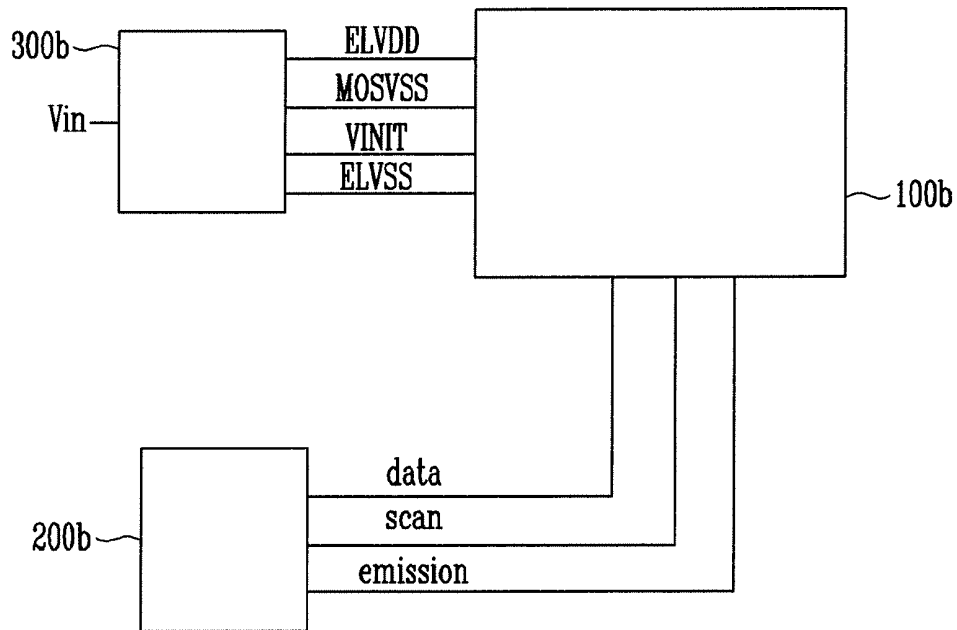 300b
ELVDD
MOSVSS
Vin
VINIT
ELVSS
100b
data
scan
200b
emission